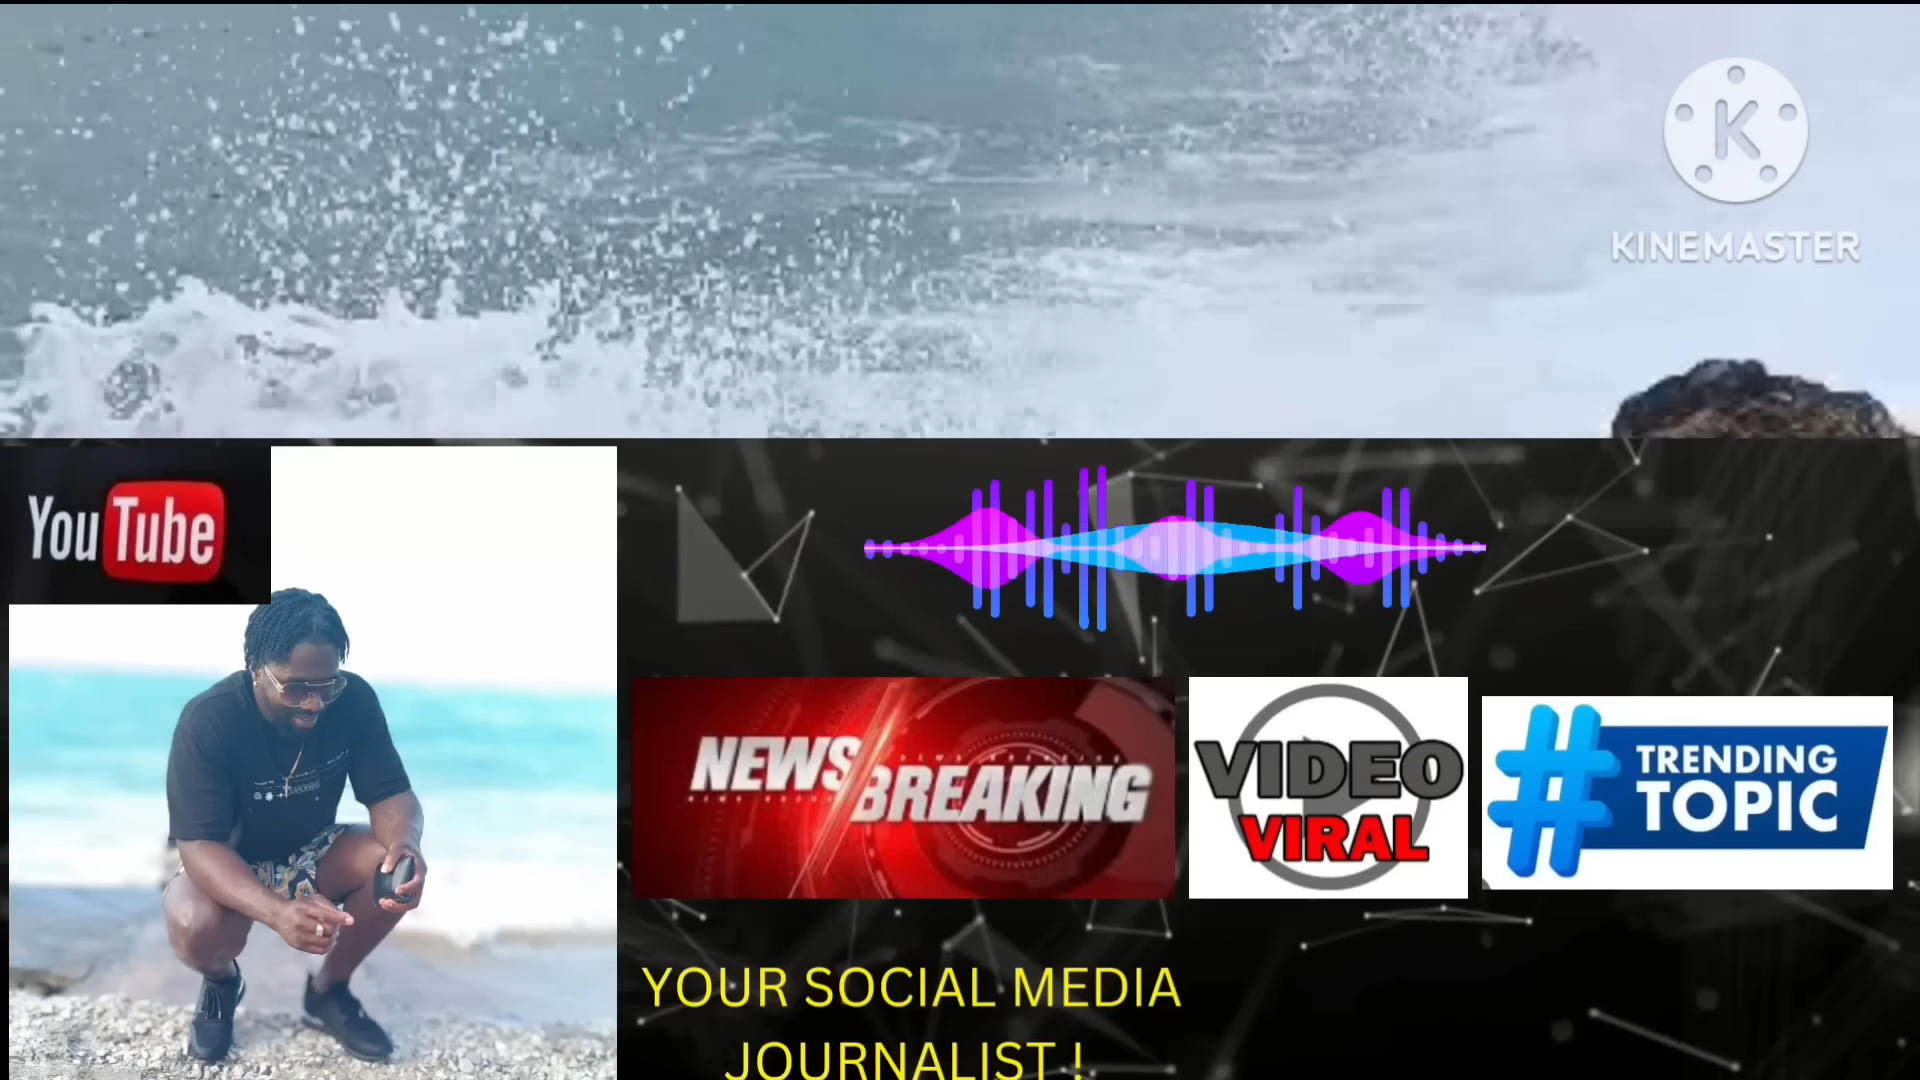 K
KINEMASTER
YouTube
NEWS
BREAKING
VIDEO
VIRAL
# TRENDING
TOPIC
YOUR SOCIAL MEDIA
JOURNALIST !